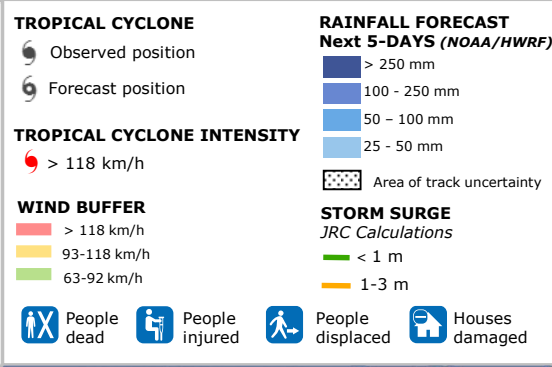 TROPICAL CYCLONE
Observed position
Forecast position
TROPICAL CYCLONE INTENSITY
> 118 km/h
WIND BUFFER
> 118 km/h
93-118 km/h
63-92 km/h
RAINFALL FORECAST
Next 5-DAYS (NOAA/HWRF)
> 250 mm
100 - 250 mm
50 – 100 mm
25 - 50 mm
Area of track uncertainty
STORM SURGE
JRC Calculations
< 1 m
1-3 m
People
dead
People
injured
People
displaced
Houses
damaged